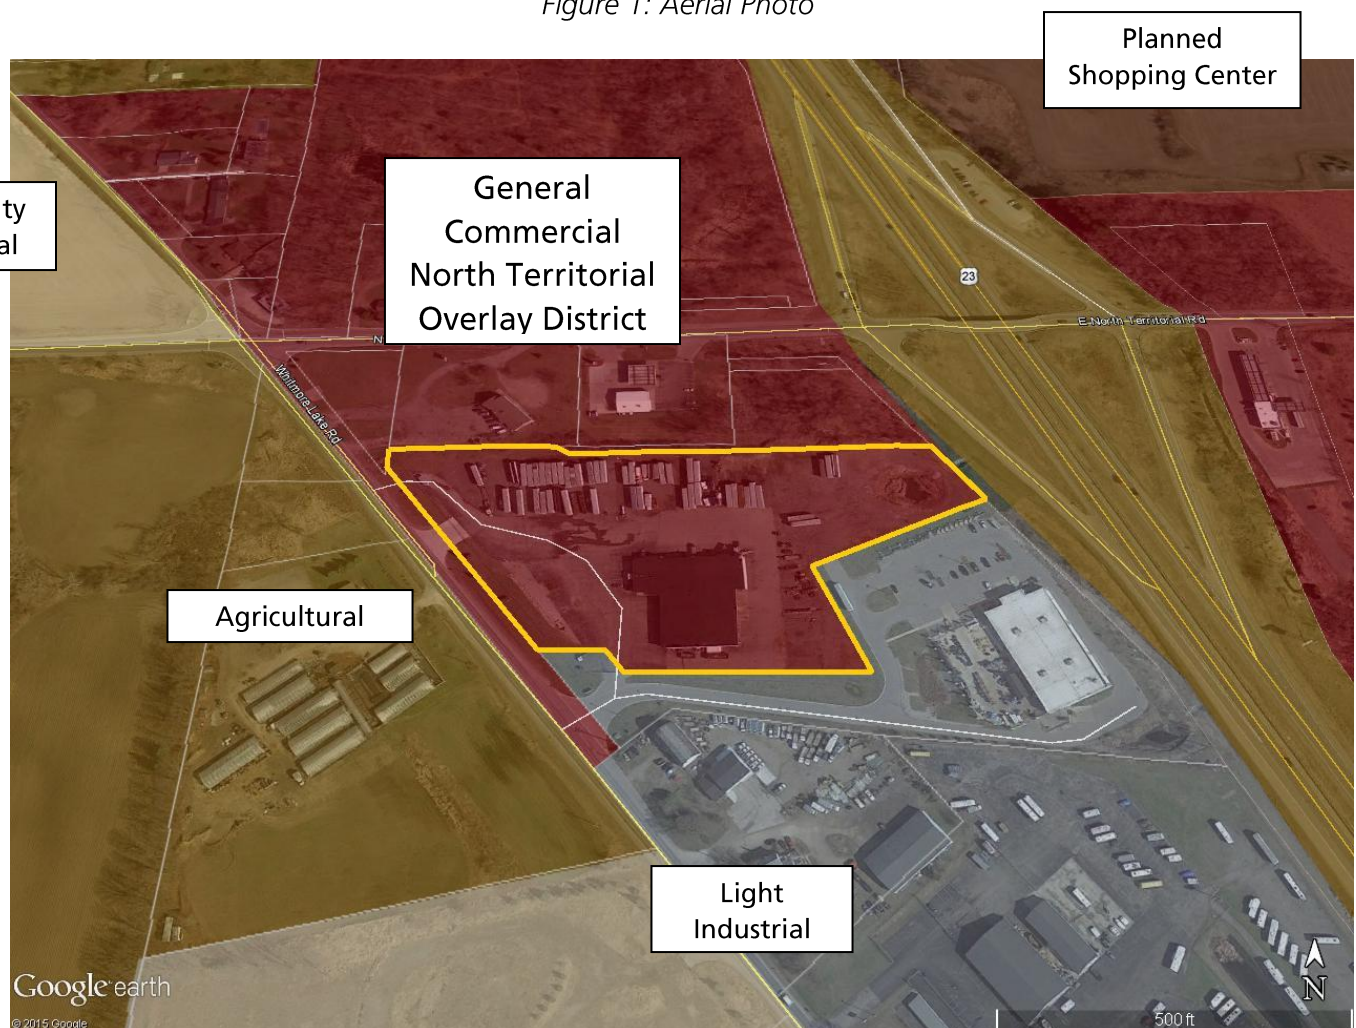 Figure 1: Aerial Photo
Planned
Shopping Center
ty
al
General
Commercial
North Territorial
Overlay District
23
N
E North Territorial Rd
Whitmore Lake Rd
Agricultural
Light
Industrial
Google earth
N
© 2015 Google
500 ft